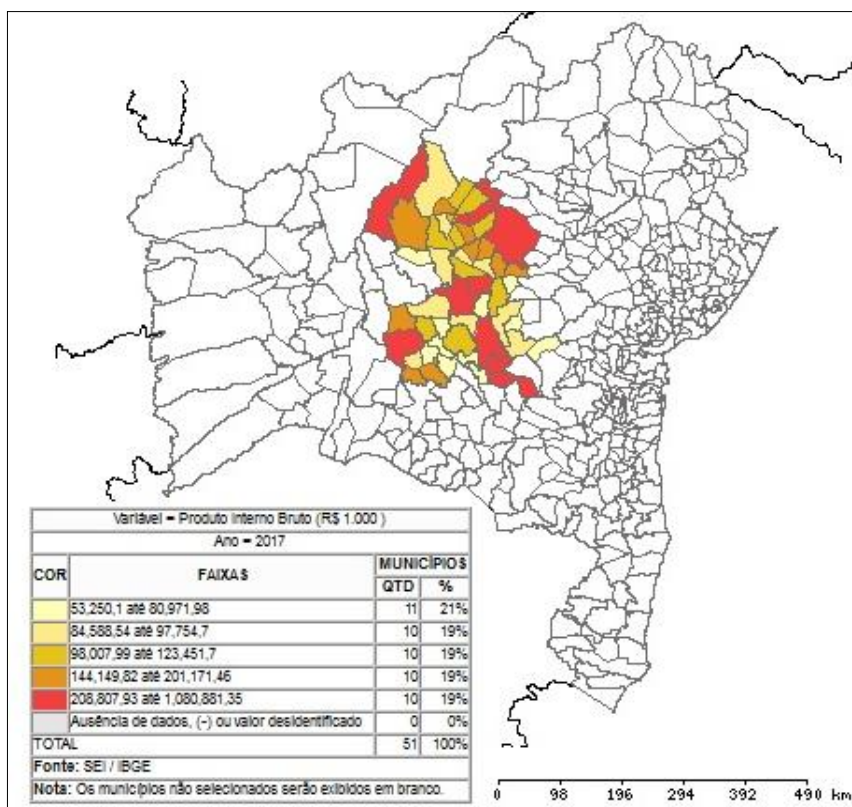 Variável = Produto Interno Bruto (R$ 1.000 )
Ano = 2017
COR FAIXAS MUNICÍPIOS
QTD %
53,250,1 até 80,971,98 11 21%
84,588,54 até 97,754,7 10 19%
98,007,99 até 123,451,7 10 19%
144,149,82 até 201,171,46 10 19%
208,807,93 até 1,080,881,35 10 19%
Ausência de dados, (-) ou valor desidentificado 0 0%
TOTAL 51 100%
Fonte: SEI / IBGE
Nota: Os municípios não selecionados serão exibidos em branco.
0 98 196 294 392 490 km